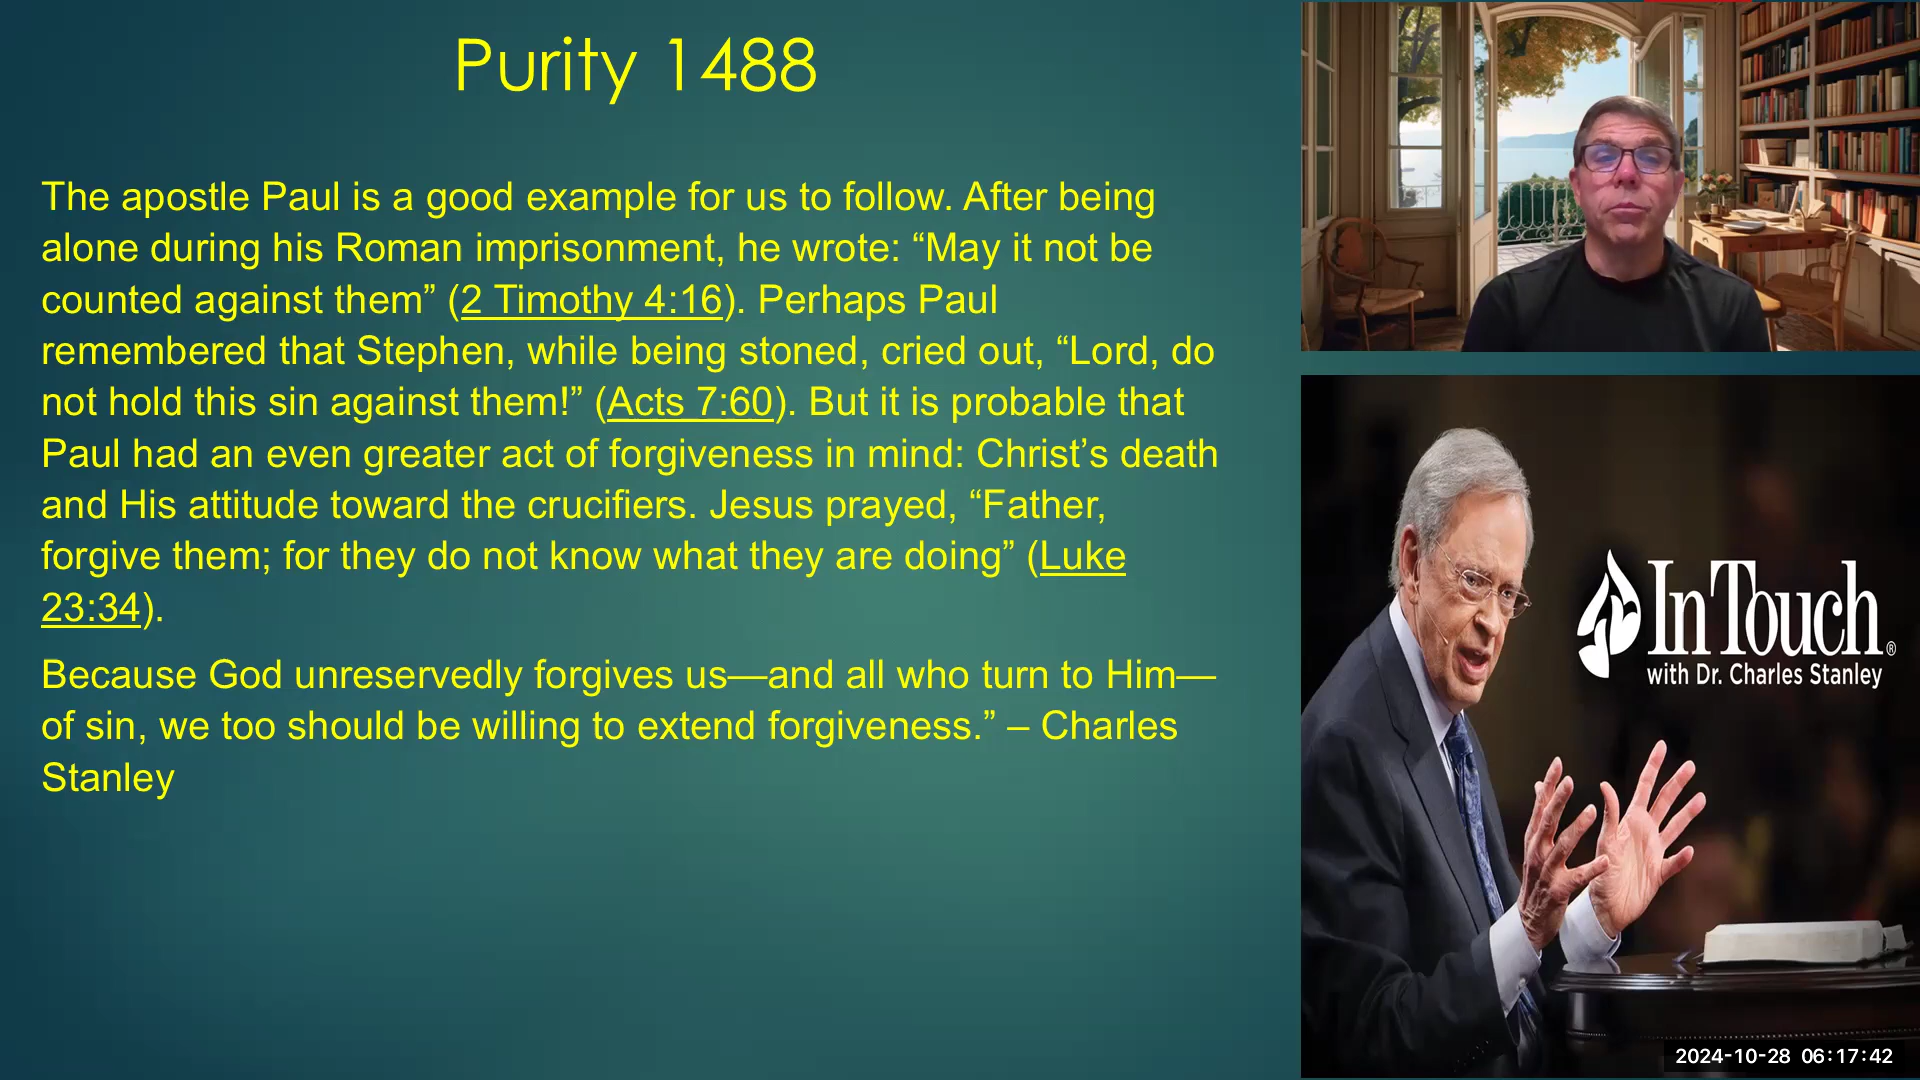 Purity 1488
The apostle Paul is a good example for us to follow. After being
alone during his Roman imprisonment, he wrote: “May it not be
counted against them” (2 Timothy 4:16). Perhaps Paul
remembered that Stephen, while being stoned, cried out, “Lord, do
not hold this sin against them!” (Acts 7:60). But it is probable that
Paul had an even greater act of forgiveness in mind: Christ’s death
and His attitude toward the crucifiers. Jesus prayed, “Father,
forgive them; for they do not know what they are doing” (Luke
23:34).
Because God unreservedly forgives us—and all who turn to Him—
of sin, we too should be willing to extend forgiveness.” – Charles
Stanley
In Touch®
with Dr. Charles Stanley
2024-10-28 06:17:42